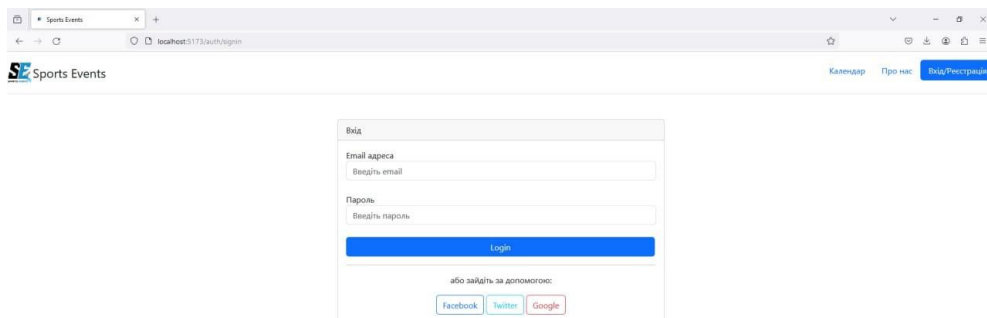 Sports Events
localhost:5173/auth/signin
SE Sports Events
Календар Про нас Вхід/Реєстрація
Вхід
Email адреса
Введіть email
Пароль
Введіть пароль
Login
або зайдіть за допомогою:
Facebook Twitter Google